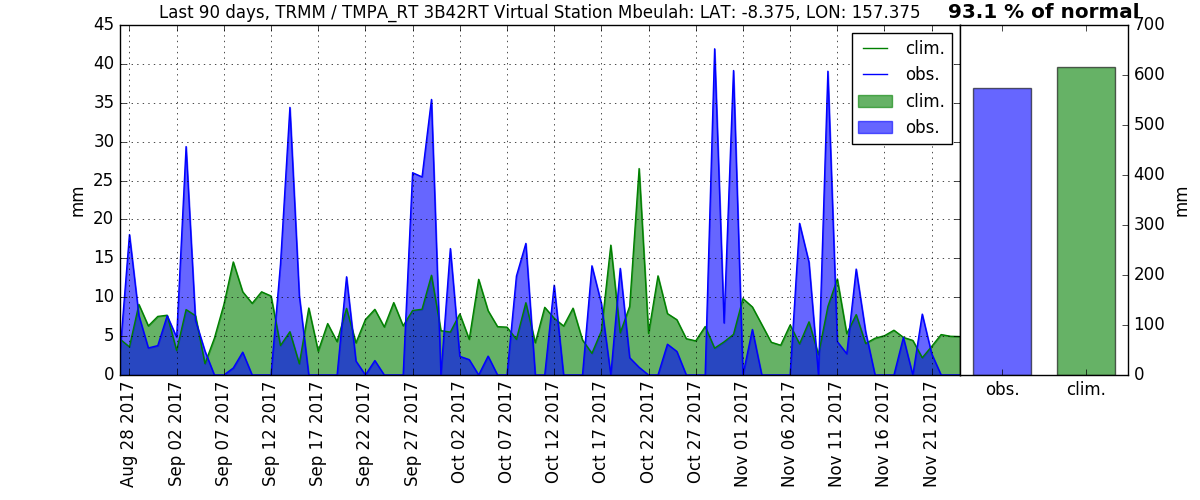 Last 90 days, TRMM / TMPA_RT 3B42RT Virtual Station Mbeulah: LAT: -8.375, LON: 157.375
93.1 % of normal
45
40
35
30
25
20
15
10
5
0
mm
clim.
obs.
clim.
obs.
700
600
500
400
300
200
100
0
mm
obs.
clim.
Aug 28 2017
Sep 02 2017
Sep 07 2017
Sep 12 2017
Sep 17 2017
Sep 22 2017
Sep 27 2017
Oct 02 2017
Oct 07 2017
Oct 12 2017
Oct 17 2017
Oct 22 2017
Oct 27 2017
Nov 01 2017
Nov 06 2017
Nov 11 2017
Nov 16 2017
Nov 21 2017